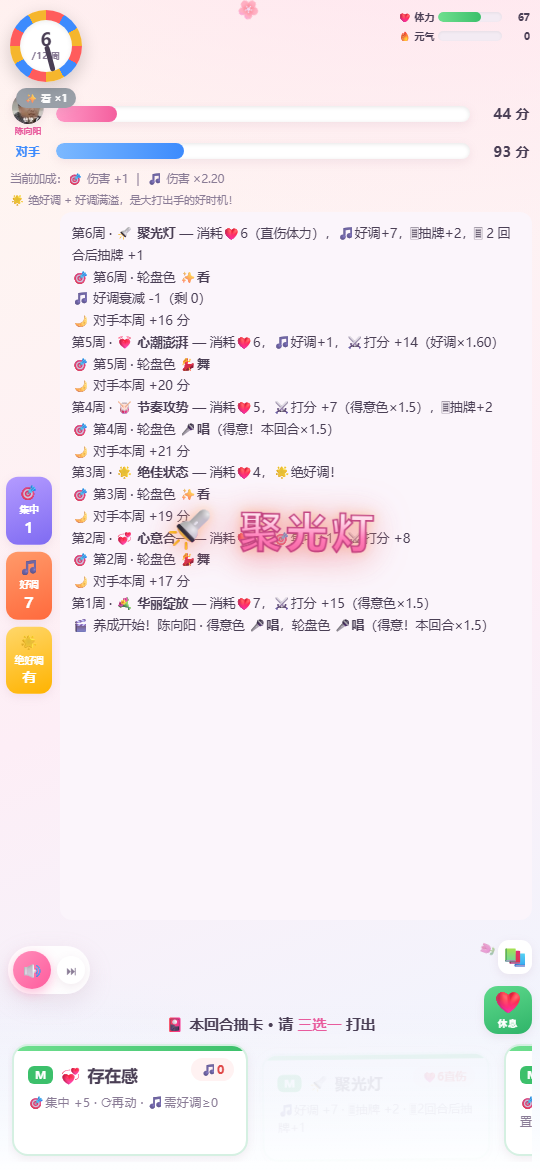 6
/12周
体力 67
元气 0
看 ×1
陈向阳
44 分
对手
93 分
当前加成： 伤害 +1 | 伤害 ×2.20
绝好调 + 好调满溢，是大打出手的好时机！
第6周 · 聚光灯 — 消耗❤6（直伤体力），🎵好调+7，抽牌+2， 2 回
合后抽牌 +1
第6周 · 轮盘色 ✨看
好调衰减 -1（剩 0）
对手本周 +16 分
第5周 · 心潮澎湃 — 消耗❤6，🎵好调+1，⚔打分 +14（好调×1.60）
第5周 · 轮盘色 💃舞
对手本周 +20 分
第4周 · 节奏攻势 — 消耗❤5，⚔打分 +7（得意色×1.5），抽牌+2
第4周 · 轮盘色 🎤唱（得意！本回合×1.5）
对手本周 +21 分
第3周 · 绝佳状态 — 消耗❤4，🌟绝好调！
第3周 · 轮盘色 ✨看
对手本周 +19 分
聚光灯
第2周 · 心意合 — 消耗 打分 +8
第2周 · 轮盘色 💃舞
对手本周 +17 分
第1周 · 华丽绽放 — 消耗❤7，⚔打分 +15（得意色×1.5）
养成开始！陈向阳 · 得意色 🎤唱，轮盘色 🎤唱（得意！本回合×1.5）
集中
1
好调
7
绝好调
有
休息
本回合抽卡 • 请 三选一 打出
M 存在感 🎵0
集中 +5 · ⟳再动 · 🎵需好调≥0
M 聚光灯
好调 +7 · 抽牌 +2 · 2回合后抽
牌+1
M
置